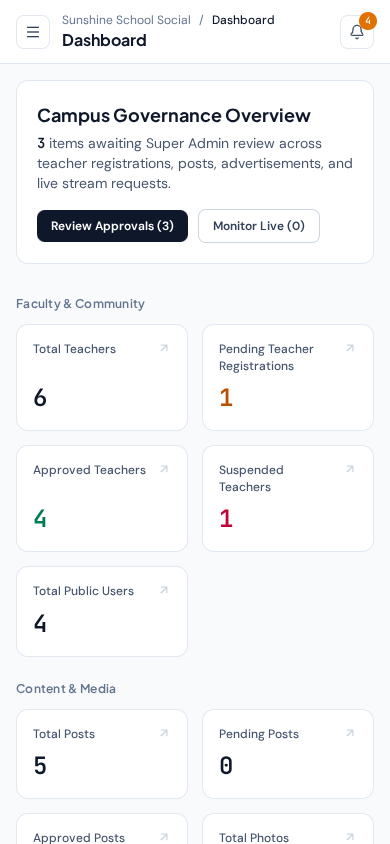 Sunshine School Social / Dashboard
Dashboard
4
Campus Governance Overview
3 items awaiting Super Admin review across
teacher registrations, posts, advertisements, and
live stream requests.
Review Approvals (3)
Monitor Live (0)
Faculty & Community
Total Teachers
6
Pending Teacher
Registrations
1
Approved Teachers
4
Suspended
Teachers
1
Total Public Users
4
Content & Media
Total Posts
5
Pending Posts
0
Approved Posts
Total Photos